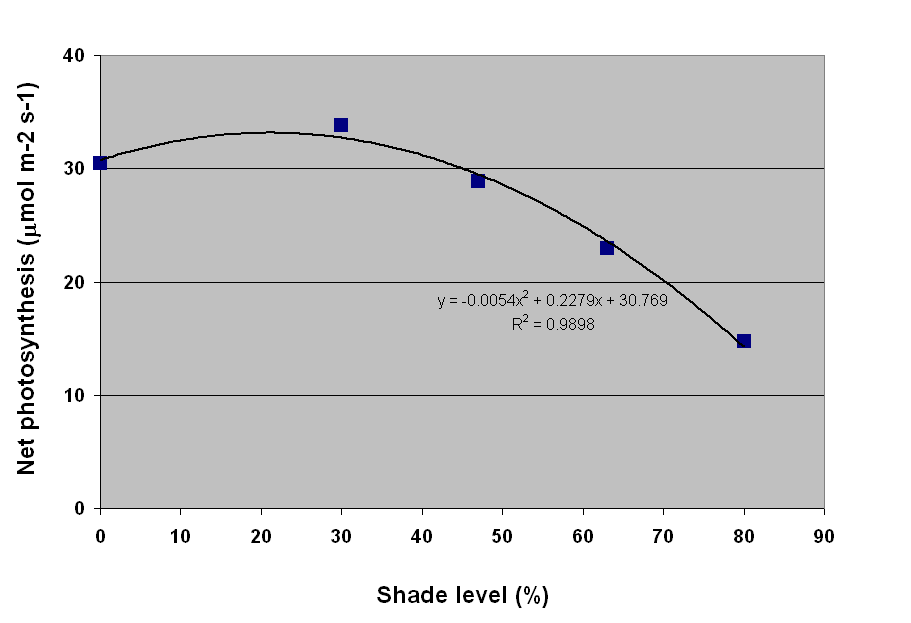 40
30
20
10
0
Net photosynthesis (μmol m-2 s-1)
y = -0.0054x² + 0.2279x + 30.769
R² = 0.9898
0 10 20 30 40 50 60 70 80 90
Shade level (%)